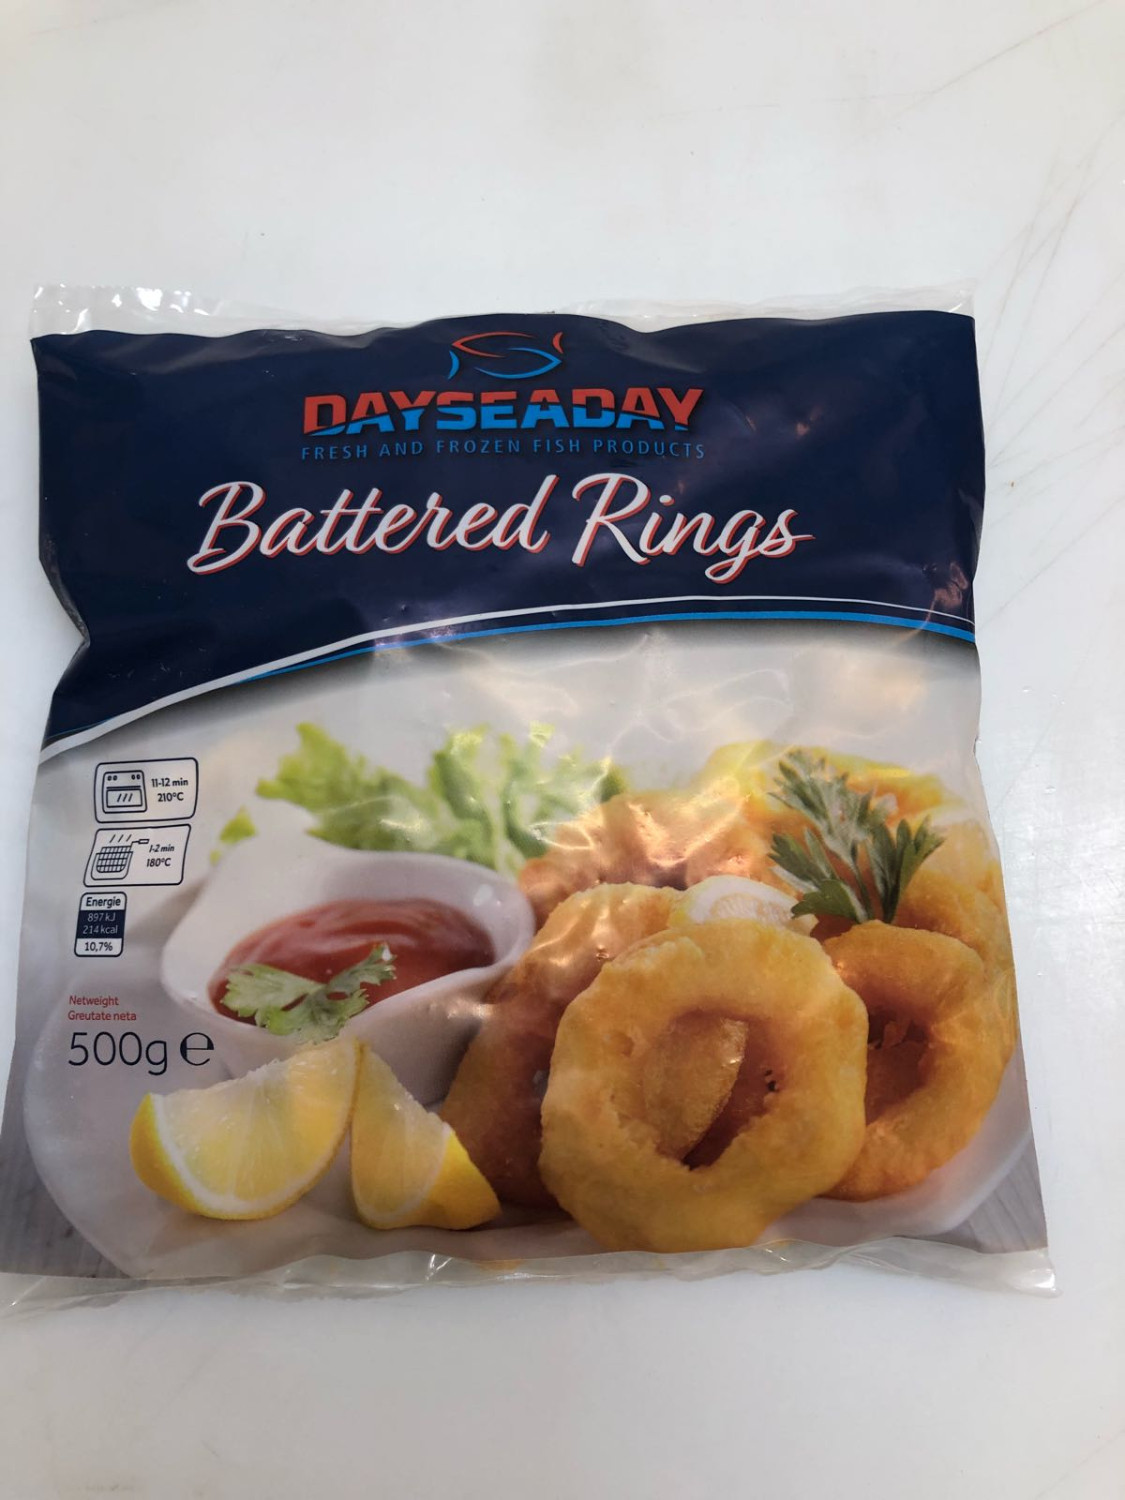 DAYSEADAY
FRESH AND FROZEN FISH PRODUCTS
Battered Rings
11-12 min
210°C
1-2 min
180°C
Energie
897 kJ
214 kcal
10,7%
Netweight
Greutate neta
500g e